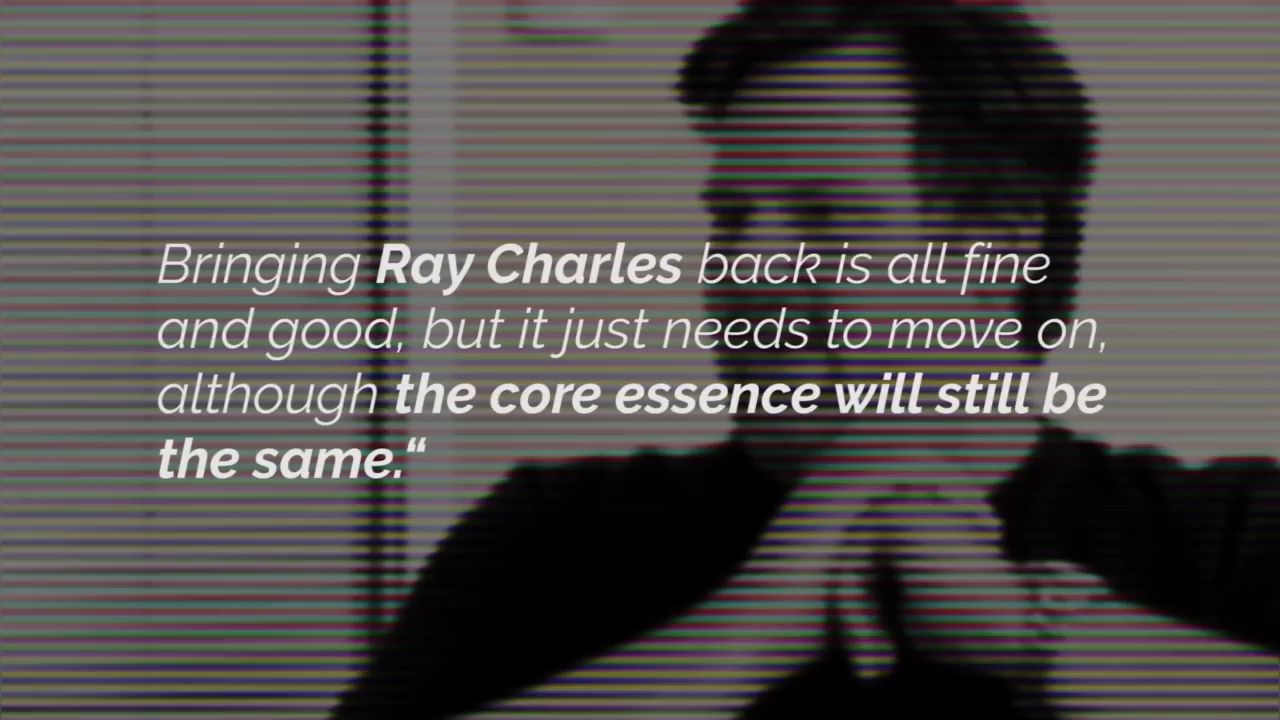 Bringing Ray Charles back is all fine
and good, but it just needs to move on,
although the core essence will still be
the same.“